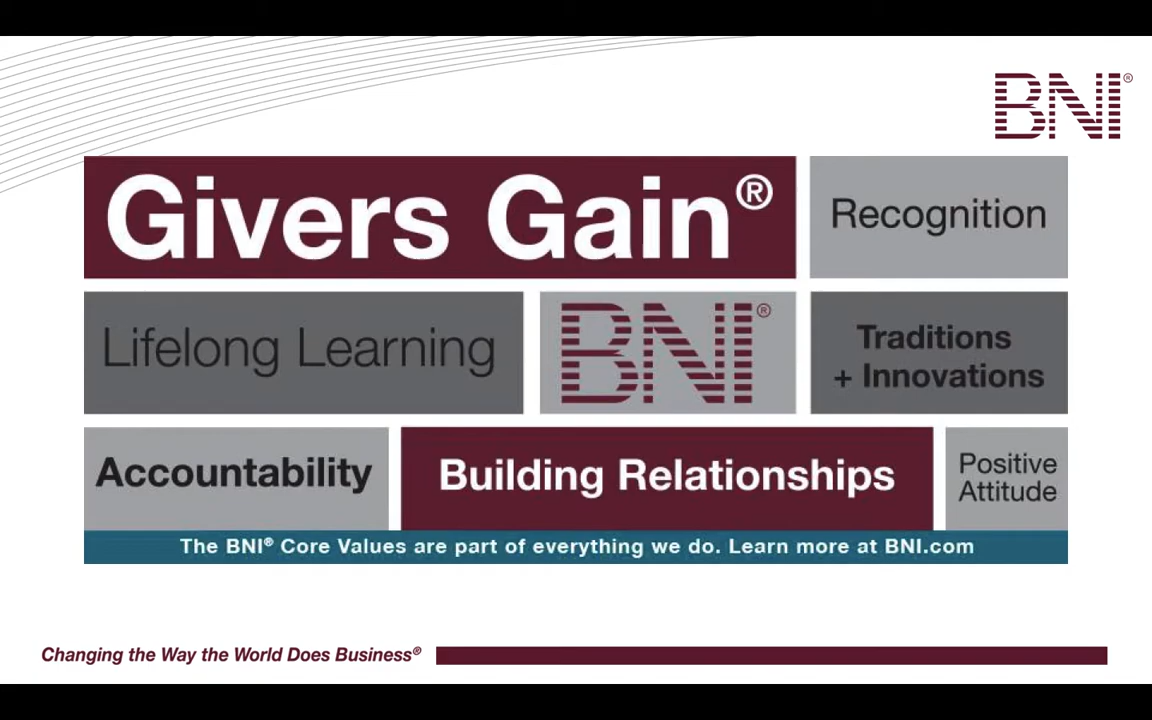 BNI®
Givers Gain®
Recognition
Lifelong Learning
BNI®
Traditions
+ Innovations
Accountability
Building Relationships
Positive
Attitude
The BNI® Core Values are part of everything we do. Learn more at BNI.com
Changing the Way the World Does Business®